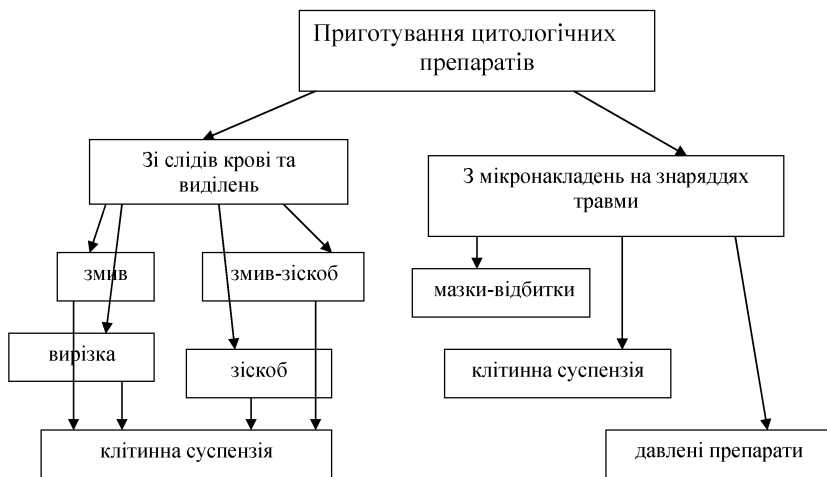 Приготування цитологічних
препаратів
Зі слідів крові та
виділень
З мікронакладень на знаряддях
травми
змив
змив-зіскоб
мазки-відбитки
вирізка
зіскоб
клітинна суспензія
клітинна суспензія
давлені препарати